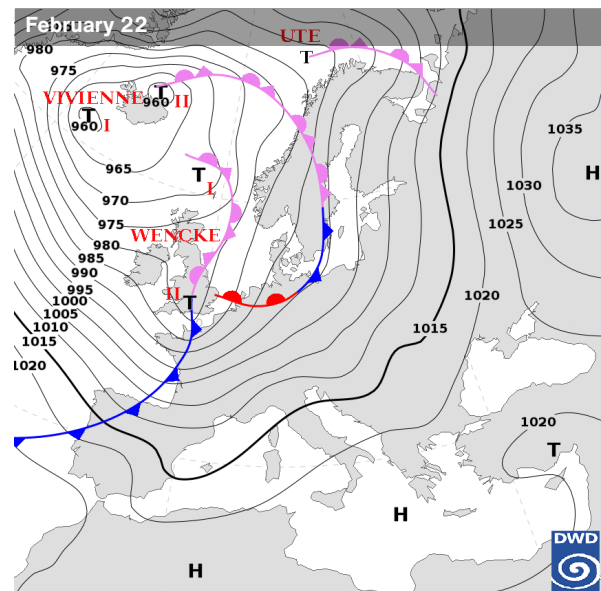 February 22
UTE
T
980
975
VIVIENNE
T
960
II
T
960
I
965
970
975
980
985
990
995
1000
1005
1010
1015
1020
T
I
WENCKE
II
T
1035
H
1030
1025
1020
1015
1020
T
H
H
DWD